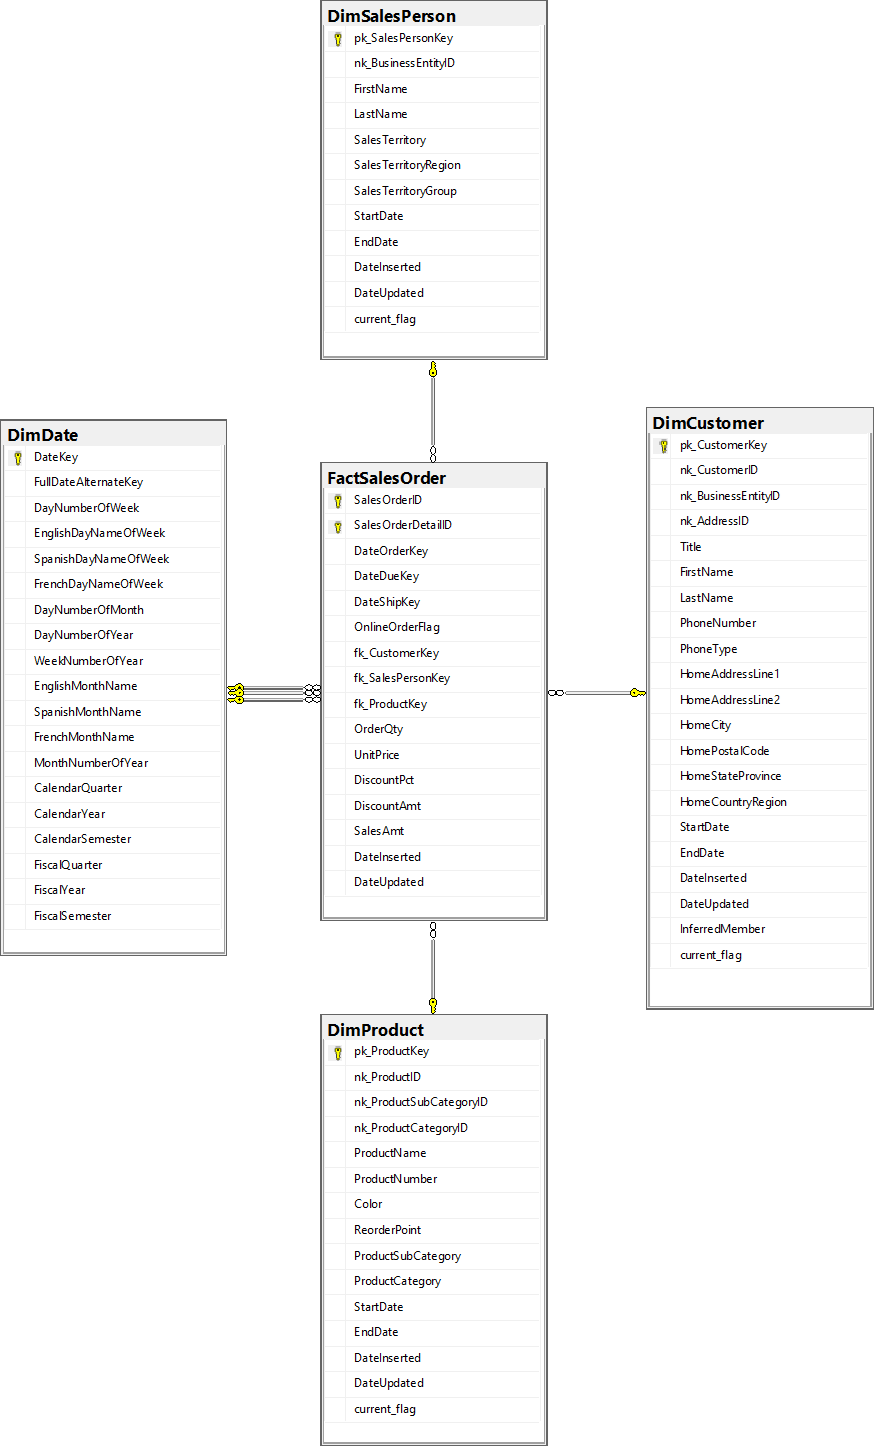 DimSalesPerson
pk_SalesPersonKey
nk_BusinessEntityID
FirstName
LastName
SalesTerritory
SalesTerritoryRegion
SalesTerritoryGroup
StartDate
EndDate
DateInserted
DateUpdated
current_flag
DimDate
DateKey
FullDateAlternateKey
DayNumberOfWeek
EnglishDayNameOfWeek
SpanishDayNameOfWeek
FrenchDayNameOfWeek
DayNumberOfMonth
DayNumberOfYear
WeekNumberOfYear
EnglishMonthName
SpanishMonthName
FrenchMonthName
MonthNumberOfYear
CalendarQuarter
CalendarYear
CalendarSemester
FiscalQuarter
FiscalYear
FiscalSemester
FactSalesOrder
SalesOrderID
SalesOrderDetailID
DateOrderKey
DateDueKey
DateShipKey
OnlineOrderFlag
fk_CustomerKey
fk_SalesPersonKey
fk_ProductKey
OrderQty
UnitPrice
DiscountPct
DiscountAmt
SalesAmt
DateInserted
DateUpdated
DimCustomer
pk_CustomerKey
nk_CustomerID
nk_BusinessEntityID
nk_AddressID
Title
FirstName
LastName
PhoneNumber
PhoneType
HomeAddressLine1
HomeAddressLine2
HomeCity
HomePostalCode
HomeStateProvince
HomeCountryRegion
StartDate
EndDate
DateInserted
DateUpdated
InferredMember
current_flag
DimProduct
pk_ProductKey
nk_ProductID
nk_ProductSubCategoryID
nk_ProductCategoryID
ProductName
ProductNumber
Color
ReorderPoint
ProductSubCategory
ProductCategory
StartDate
EndDate
DateInserted
DateUpdated
current_flag